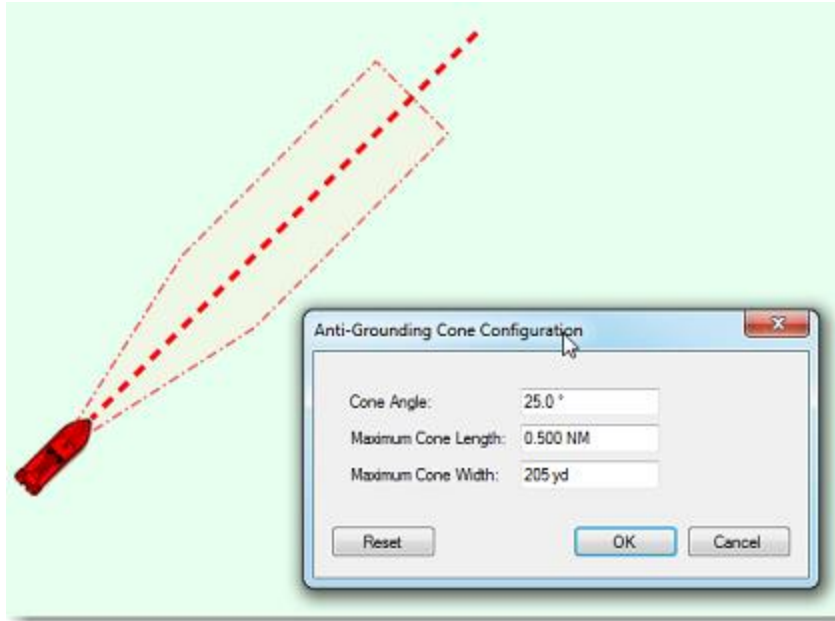 Anti-Grounding Cone Configuration
Cone Angle: 25.0 °
Maximum Cone Length: 0.500 NM
Maximum Cone Width: 205 yd
Reset OK Cancel